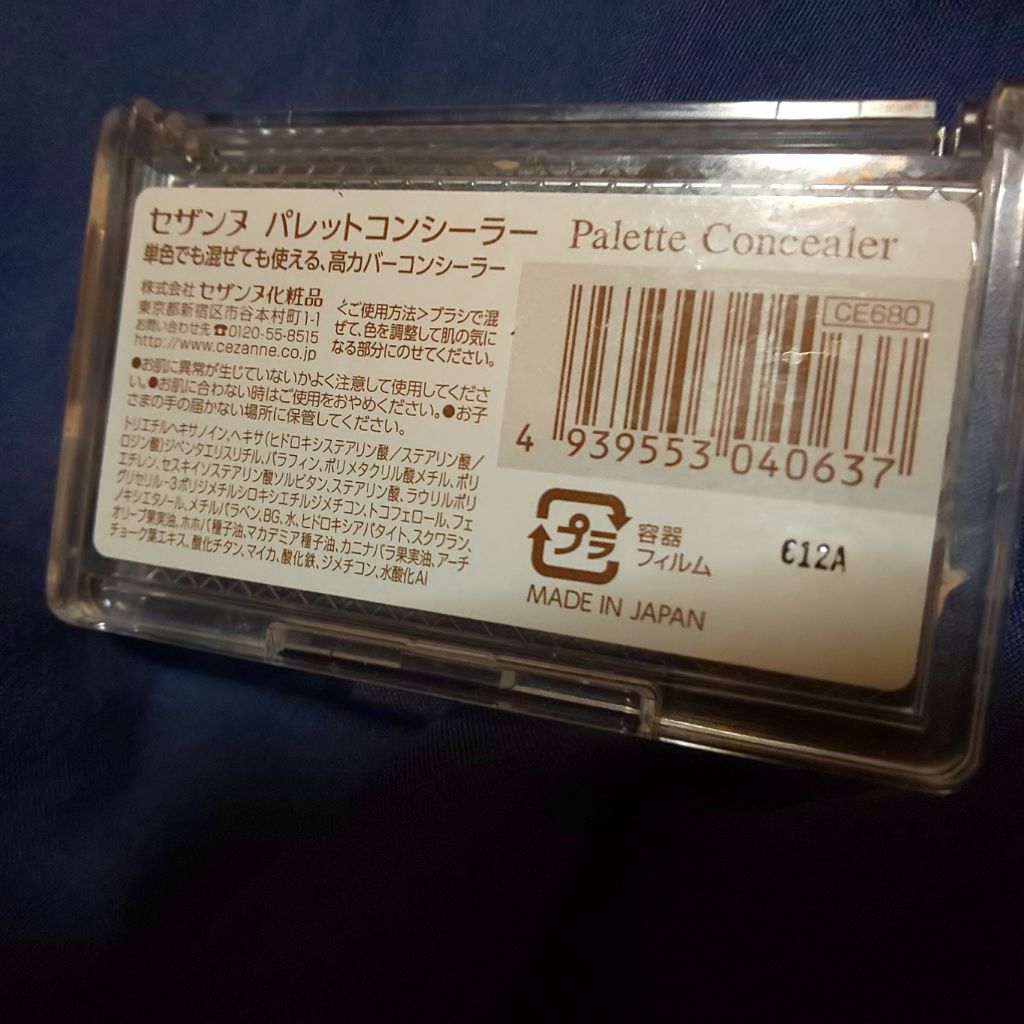 セザンヌ パレットコンシーラー
Palette Concealer
単色でも混ぜても使える、高カバーコンシーラー
株式会社 セザンヌ化粧品
東京都新宿区市谷本村町1-1
お問い合わせ先☎0120-55-8515
http://www.cezanne.co.jp
<ご使用方法>ブラシで混
ぜて、色を調整して肌の気に
なる部分にのせてください。
●お肌に異常が生じていないかよく注意して使用してくださ
い。●お肌に合わない時はご使用をおやめください。●お子
さまの手の届かない場所に保管してください。
トリエチルヘキサノイン、ヘキサ(ヒドロキシステアリン酸/ステアリン酸/
ロジン酸)ジペンタエリスリチル、パラフィン、ポリメタクリル酸メチル、ポリ
エチレン、セスキイソステアリン酸ソルビタン、ステアリン酸、ラウリルポリ
グリセリル-3ポリジメチルシロキシエチルジメチコン、トコフェロール、フェ
ノキシエタノール、メチルパラベン、BG、水、ヒドロキシアパタイト、スクワラン、
オリーブ果実油、ホホバ種子油、マカデミア種子油、カニナバラ果実油、アーチ
チョーク葉エキス、酸化チタン、マイカ、酸化鉄、ジメチコン、水酸化Al
CE680
4 939553 040637
プラ
容器
フィルム
E12A
MADE IN JAPAN